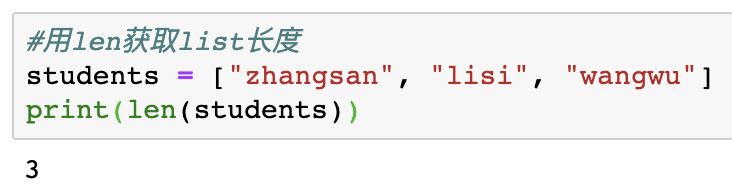 #用len获取list长度
students = ["zhangsan", "lisi", "wangwu"]
print(len(students))
3